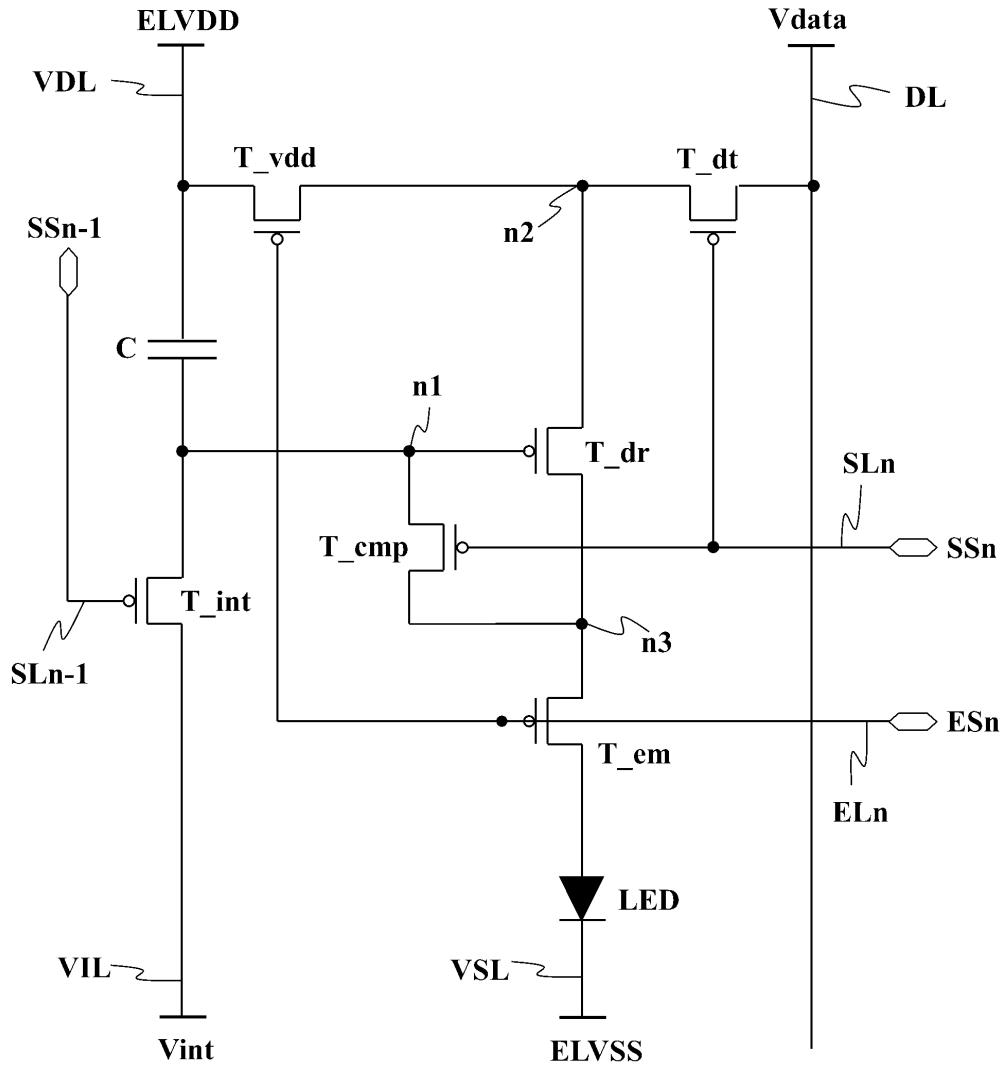 ELVDD
Vdata
VDL
DL
T_vdd
T_dt
SSn-1
n2
C
n1
T_dr
SLn
T_cmp
SSn
T_int
n3
SLn-1
ESn
T_em
ELn
LED
VIL
VSL
Vint
ELVSS